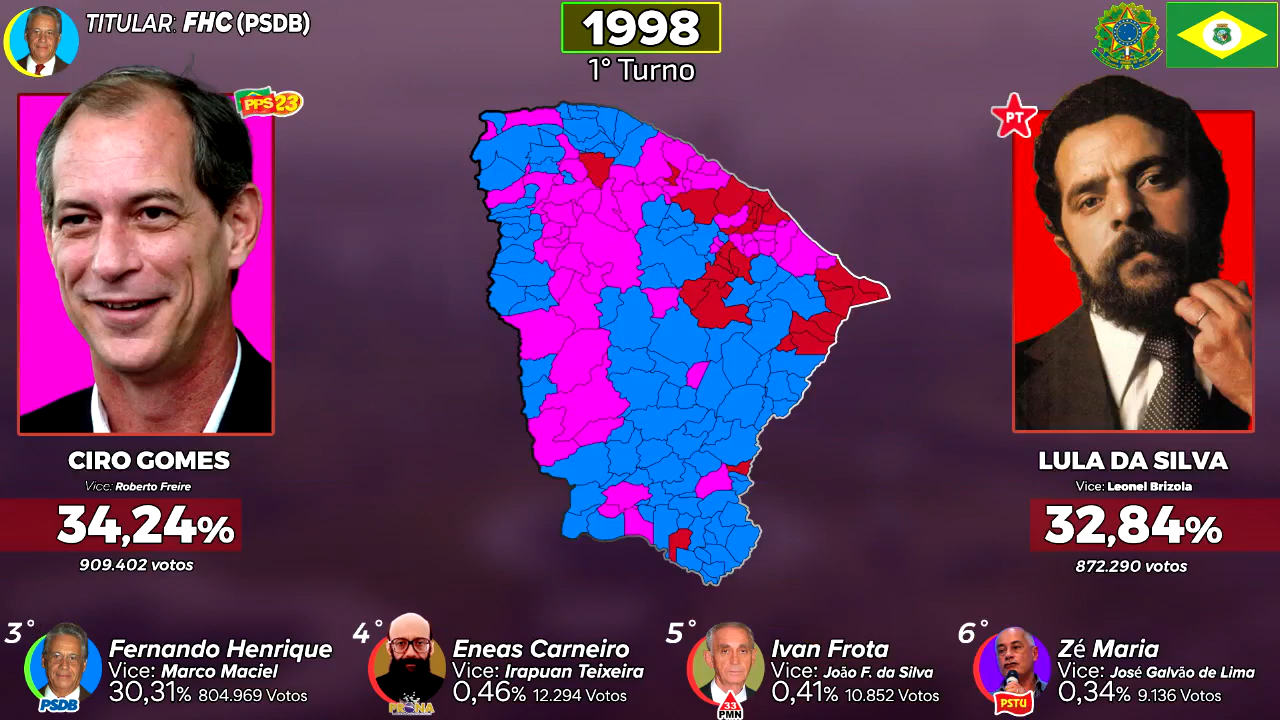 TITULAR: FHC (PSDB)
1998
1° Turno
PPS 23
PT
CIRO GOMES
Vice: Roberto Freire
34,24%
909.402 votos
LULA DA SILVA
Vice: Leonel Brizola
32,84%
872.290 votos
3°
Fernando Henrique
Vice: Marco Maciel
30,31% 804.969 Votos
PSDB
4°
Eneas Carneiro
Vice: Irapuan Teixeira
0,46% 12.294 Votos
PRONA
5°
Ivan Frota
Vice: João F. da Silva
0,41% 10.852 Votos
33
PMN
6°
Zé Maria
Vice: José Galvão de Lima
0,34% 9.136 Votos
PSTU